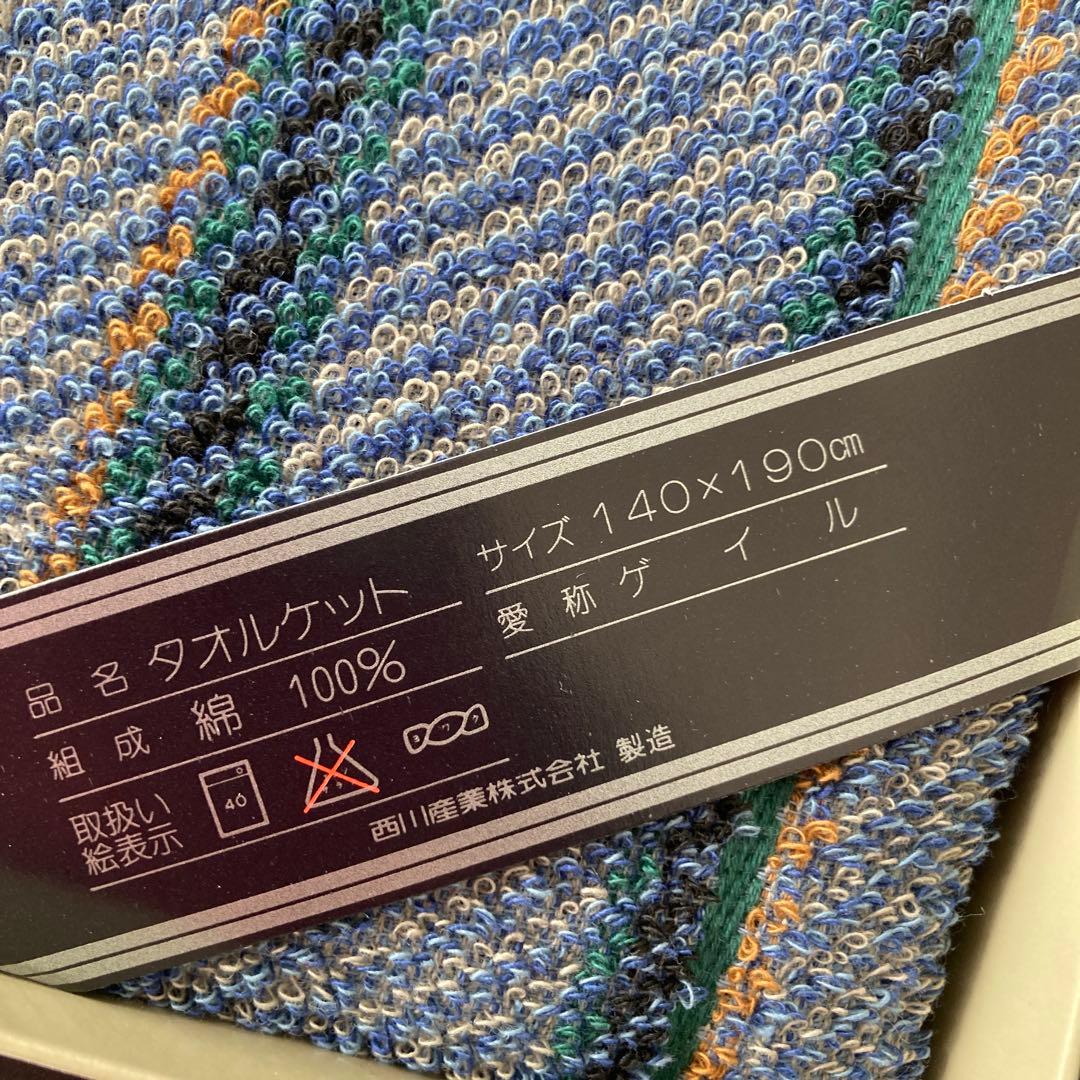 品名 タオルケット
組成 綿 100%
取扱い
絵表示
40
サイズ 140×190cm
愛称 ゲイル
西川産業株式会社 製造